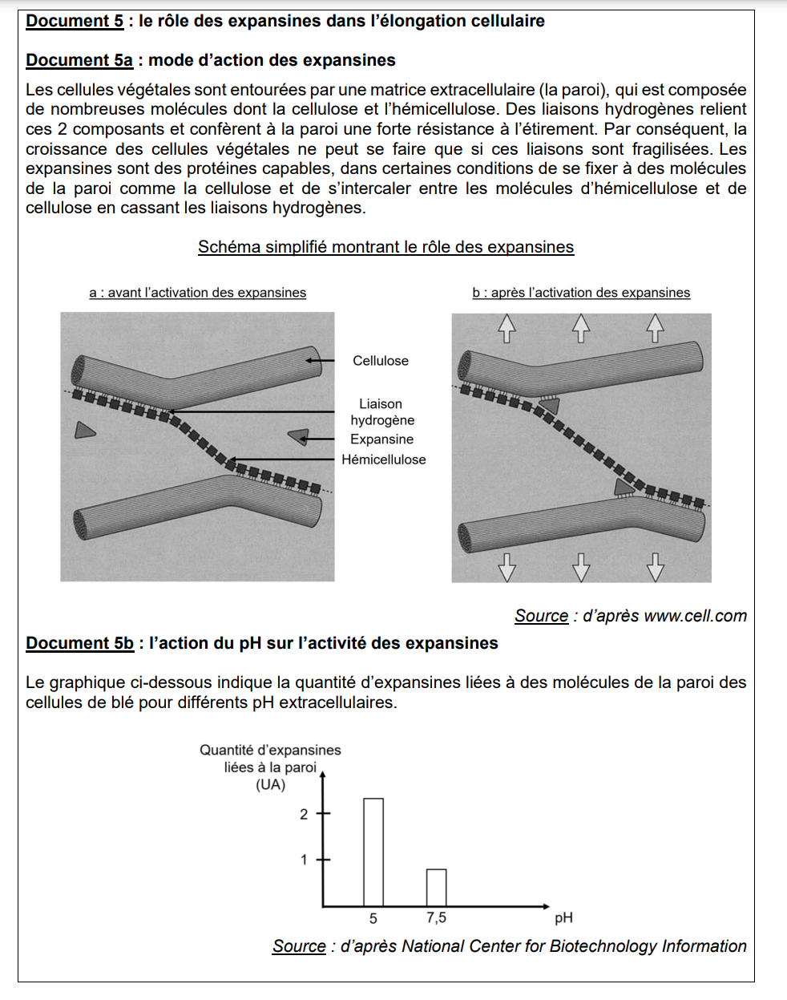 Document 5 : le rôle des expansines dans l’élongation cellulaire
Document 5a : mode d’action des expansines
Les cellules végétales sont entourées par une matrice extracellulaire (la paroi), qui est composée
de nombreuses molécules dont la cellulose et l’hémicellulose. Des liaisons hydrogènes relient
ces 2 composants et confèrent à la paroi une forte résistance à l’étirement. Par conséquent, la
croissance des cellules végétales ne peut se faire que si ces liaisons sont fragilisées. Les
expansines sont des protéines capables, dans certaines conditions de se fixer à des molécules
de la paroi comme la cellulose et de s’intercaler entre les molécules d’hémicellulose et de
cellulose en cassant les liaisons hydrogènes.
Schéma simplifié montrant le rôle des expansines
a : avant l’activation des expansines
b : après l’activation des expansines
Cellulose
Liaison
hydrogène
Expansine
Hémicellulose
Source : d’après www.cell.com
Document 5b : l’action du pH sur l’activité des expansines
Le graphique ci-dessous indique la quantité d’expansines liées à des molécules de la paroi des
cellules de blé pour différents pH extracellulaires.
Quantité d’expansines
liées à la paroi
(UA)
2
1
5
7,5
pH
Source : d’après National Center for Biotechnology Information